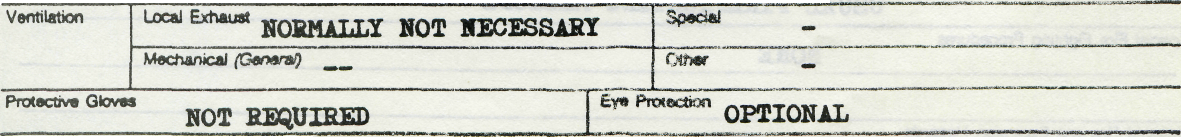 Ventilation Local Exhaust NORMALLY NOT NECESSARY Special -
Mechanical (General) -- Other -
Protective Gloves NOT REQUIRED Eye Protection OPTIONAL